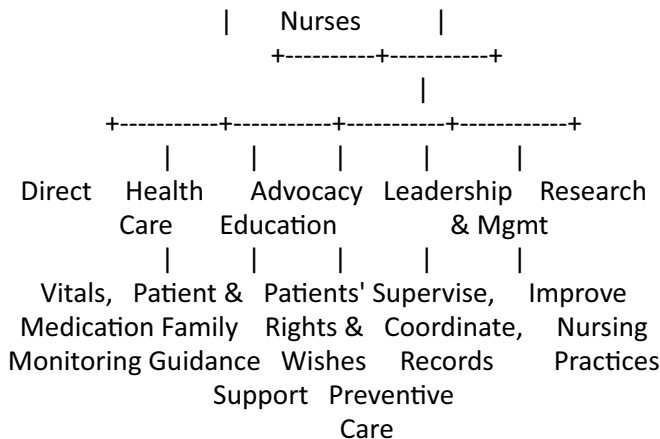 | Nurses |
+----------+-----------+
|
+-----------+-----------+-----------+------------+
| | | | |
Direct Health Advocacy Leadership Research
Care Education & Mgmt
| | | | |
Vitals, Patient & Patients' Supervise, Improve
Medication Family Rights & Coordinate, Nursing
Monitoring Guidance Wishes Records Practices
Support Preventive
Care